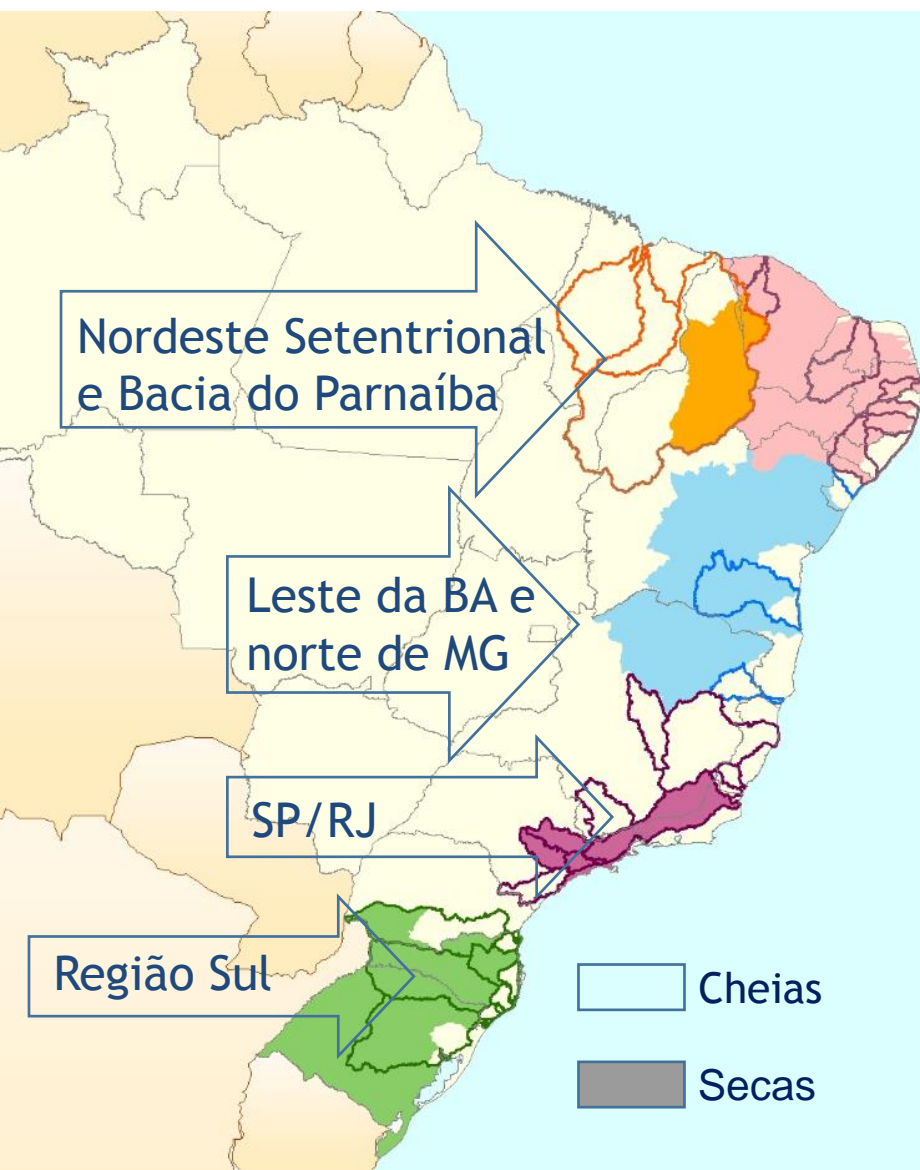 Nordeste Setentrional
e Bacia do Parnaíba
Leste da BA e
norte de MG
SP/RJ
Região Sul
Cheias
Secas